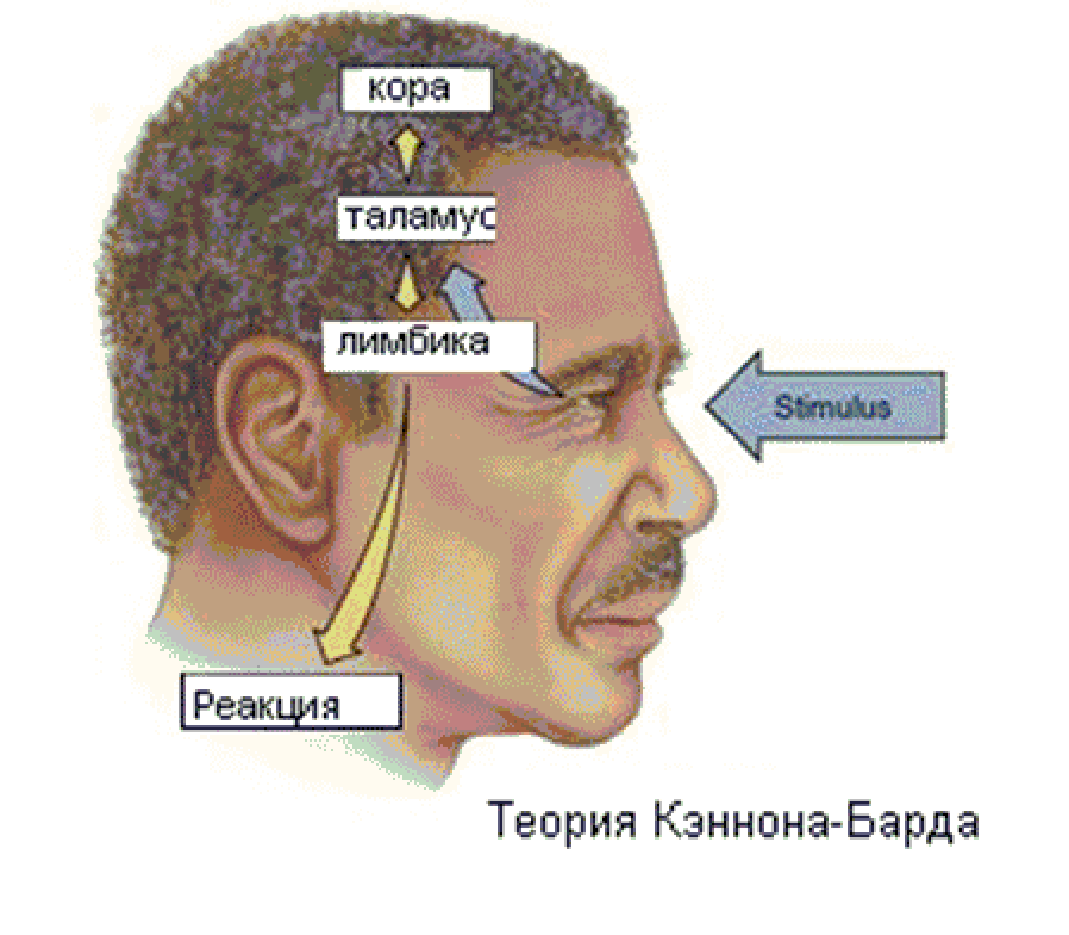 кора
таламус
лимбика
Stimulus
Реакция
Теория Кэннона-Барда